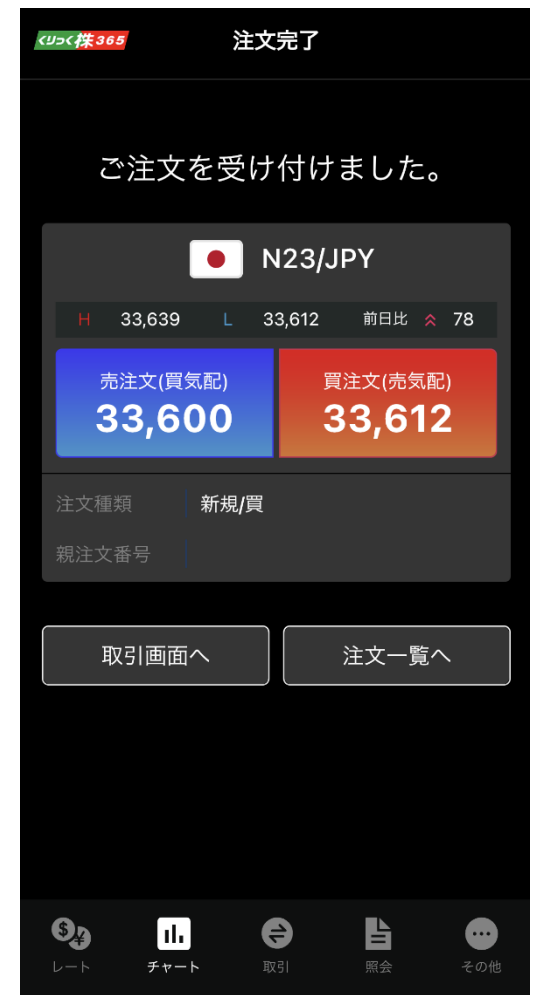 くりっく株365
注文完了
ご注文を受け付けました。
N23/JPY
H 33,639 L 33,612 前日比 78
売注文(買気配) 買注文(売気配)
33,600 33,612
注文種類 新規/買
親注文番号
取引画面へ 注文一覧へ
レート チャート 取引 照会 その他